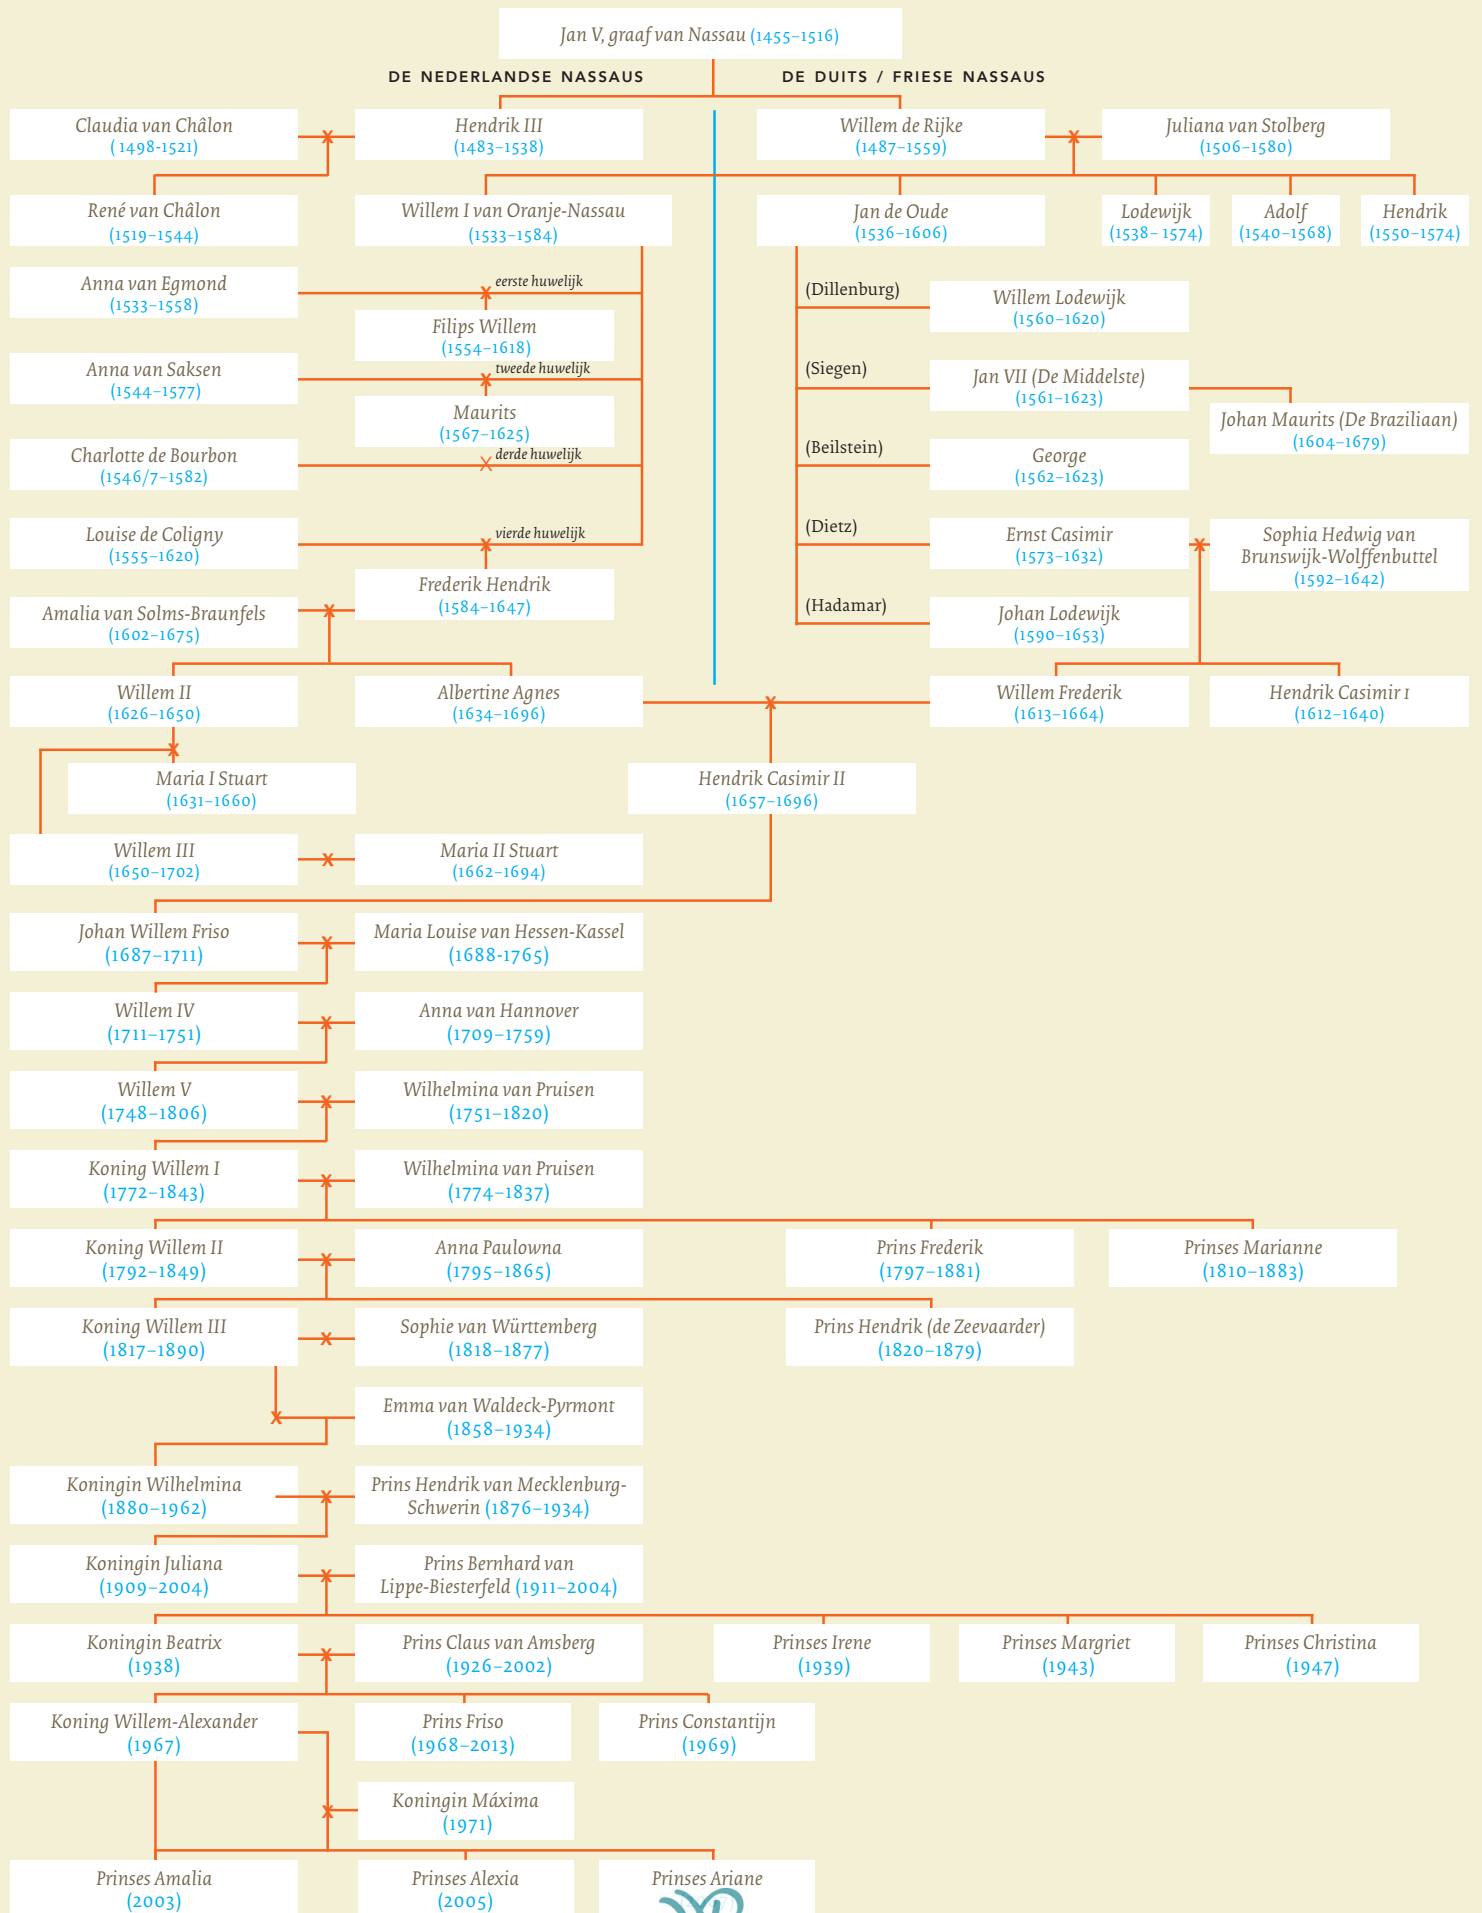 Jan V, graaf van Nassau (1455–1516)
DE NEDERLANDSE NASSAUS
DE DUITS / FRIESE NASSAUS
Claudia van Châlon
( 1498-1521)
Hendrik III
(1483–1538)
Willem de Rijke
(1487–1559)
Juliana van Stolberg
(1506–1580)
René van Châlon
(1519–1544)
Willem I van Oranje-Nassau
(1533–1584)
Jan de Oude
(1536–1606)
Lodewijk
(1538– 1574)
Adolf
(1540–1568)
Hendrik
(1550–1574)
Anna van Egmond
(1533–1558)
eerste huwelijk
Filips Willem
(1554–1618)
(Dillenburg)
Willem Lodewijk
(1560–1620)
Anna van Saksen
(1544–1577)
tweede huwelijk
Maurits
(1567–1625)
(Siegen)
Jan VII (De Middelste)
(1561–1623)
Johan Maurits (De Braziliaan)
(1604–1679)
Charlotte de Bourbon
(1546/7–1582)
derde huwelijk
(Beilstein)
George
(1562–1623)
Louise de Coligny
(1555–1620)
vierde huwelijk
Frederik Hendrik
(1584–1647)
(Dietz)
Ernst Casimir
(1573–1632)
Sophia Hedwig van
Brunswijk-Wolffenbuttel
(1592–1642)
Amalia van Solms-Braunfels
(1602–1675)
(Hadamar)
Johan Lodewijk
(1590–1653)
Willem II
(1626–1650)
Albertine Agnes
(1634–1696)
Willem Frederik
(1613–1664)
Hendrik Casimir I
(1612–1640)
Maria I Stuart
(1631–1660)
Hendrik Casimir II
(1657–1696)
Willem III
(1650–1702)
Maria II Stuart
(1662–1694)
Johan Willem Friso
(1687–1711)
Maria Louise van Hessen-Kassel
(1688-1765)
Willem IV
(1711–1751)
Anna van Hannover
(1709–1759)
Willem V
(1748–1806)
Wilhelmina van Pruisen
(1751–1820)
Koning Willem I
(1772–1843)
Wilhelmina van Pruisen
(1774–1837)
Koning Willem II
(1792–1849)
Anna Paulowna
(1795–1865)
Prins Frederik
(1797–1881)
Prinses Marianne
(1810–1883)
Koning Willem III
(1817–1890)
Sophie van Württemberg
(1818–1877)
Prins Hendrik (de Zeevaarder)
(1820–1879)
Emma van Waldeck-Pyrmont
(1858–1934)
Koningin Wilhelmina
(1880–1962)
Prins Hendrik van Mecklenburg-
Schwerin (1876–1934)
Koningin Juliana
(1909–2004)
Prins Bernhard van
Lippe-Biesterfeld (1911–2004)
Koningin Beatrix
(1938)
Prins Claus van Amsberg
(1926–2002)
Prinses Irene
(1939)
Prinses Margriet
(1943)
Prinses Christina
(1947)
Koning Willem-Alexander
(1967)
Prins Friso
(1968–2013)
Prins Constantijn
(1969)
Koningin Máxima
(1971)
Prinses Amalia
(2003)
Prinses Alexia
(2005)
Prinses Ariane